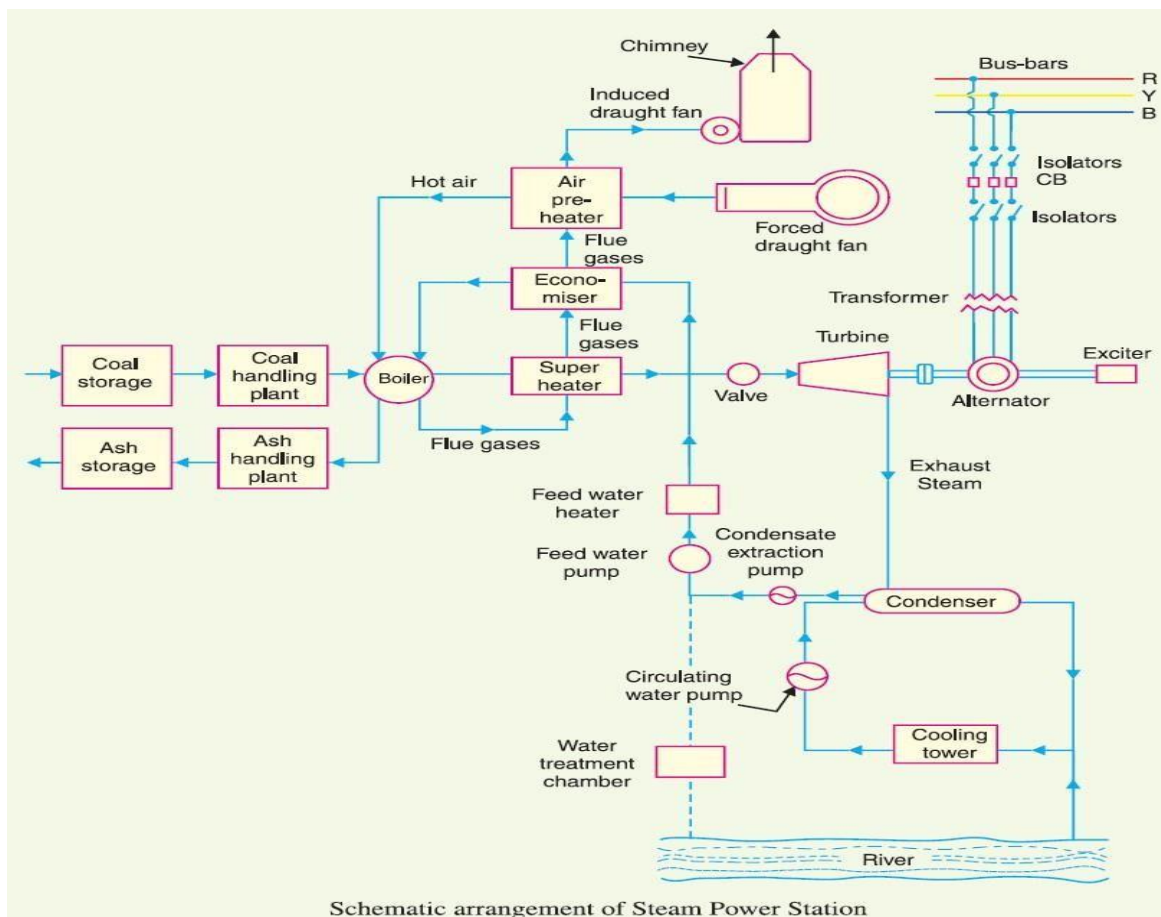 Chimney
Bus-bars
R
Y
B
Induced
draught fan
Isolators
CB
Isolators
Hot air
Air
pre-
heater
Forced
draught fan
Flue
gases
Econo-
miser
Transformer
Flue
gases
Turbine
Coal
storage
Coal
handling
plant
Boiler
Super
heater
Valve
Alternator
Exciter
Flue gases
Ash
storage
Ash
handling
plant
Exhaust
Steam
Feed water
heater
Feed water
pump
Condensate
extraction
pump
Condenser
Circulating
water pump
Cooling
tower
Water
treatment
chamber
River
Schematic arrangement of Steam Power Station